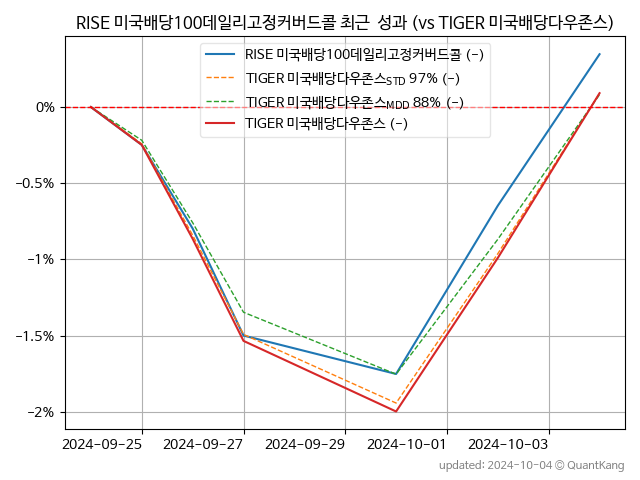 RISE 미국배당100데일리고정커버드콜 최근 성과 (vs TIGER 미국배당다우존스)
RISE 미국배당100데일리고정커버드콜 (-)
TIGER 미국배당다우존스STD 97% (-)
TIGER 미국배당다우존스MDD 88% (-)
TIGER 미국배당다우존스 (-)
0%
-0.5%
-1%
-1.5%
-2%
2024-09-25 2024-09-27 2024-09-29 2024-10-01 2024-10-03
updated: 2024-10-04 © QuantKang